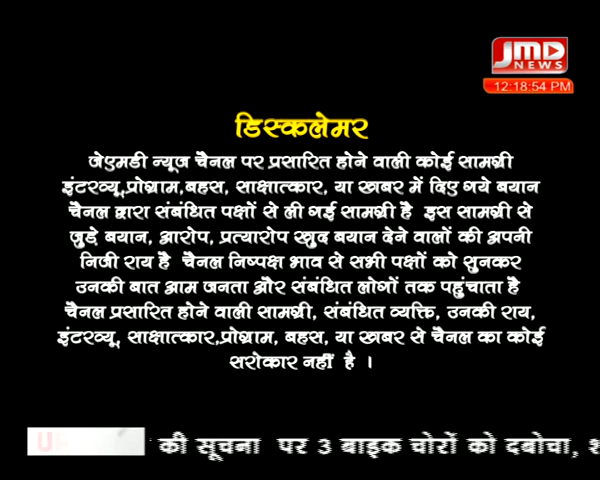 JMD
NEWS
12:18:54 PM
डिस्कलेमर
जेएमडी न्यूज चैनल पर प्रसारित होने वाली कोई सामग्री
इंटरव्यू,प्रोग्राम,बहस, साक्षात्कार, या खबर में दिए गये बयान
चैनल द्वारा संबंधित पक्षों से ली गई सामग्री है इस सामग्री से
जुड़े बयान, आरोप, प्रत्यारोप खुद बयान देने वालों की अपनी
निजी राय है चैनल निष्पक्ष भाव से सभी पक्षों को सुनकर
उनकी बात आम जनता और संबंधित लोगों तक पहुंचाता है
चैनल प्रसारित होने वाली सामग्री, संबंधित व्यक्ति, उनकी राय,
इंटरव्यू, साक्षात्कार,प्रोग्राम, बहस, या खबर से चैनल का कोई
सरोकार नहीं है ।
की सूचना पर 3 बाइक चोरों को दबोचा,